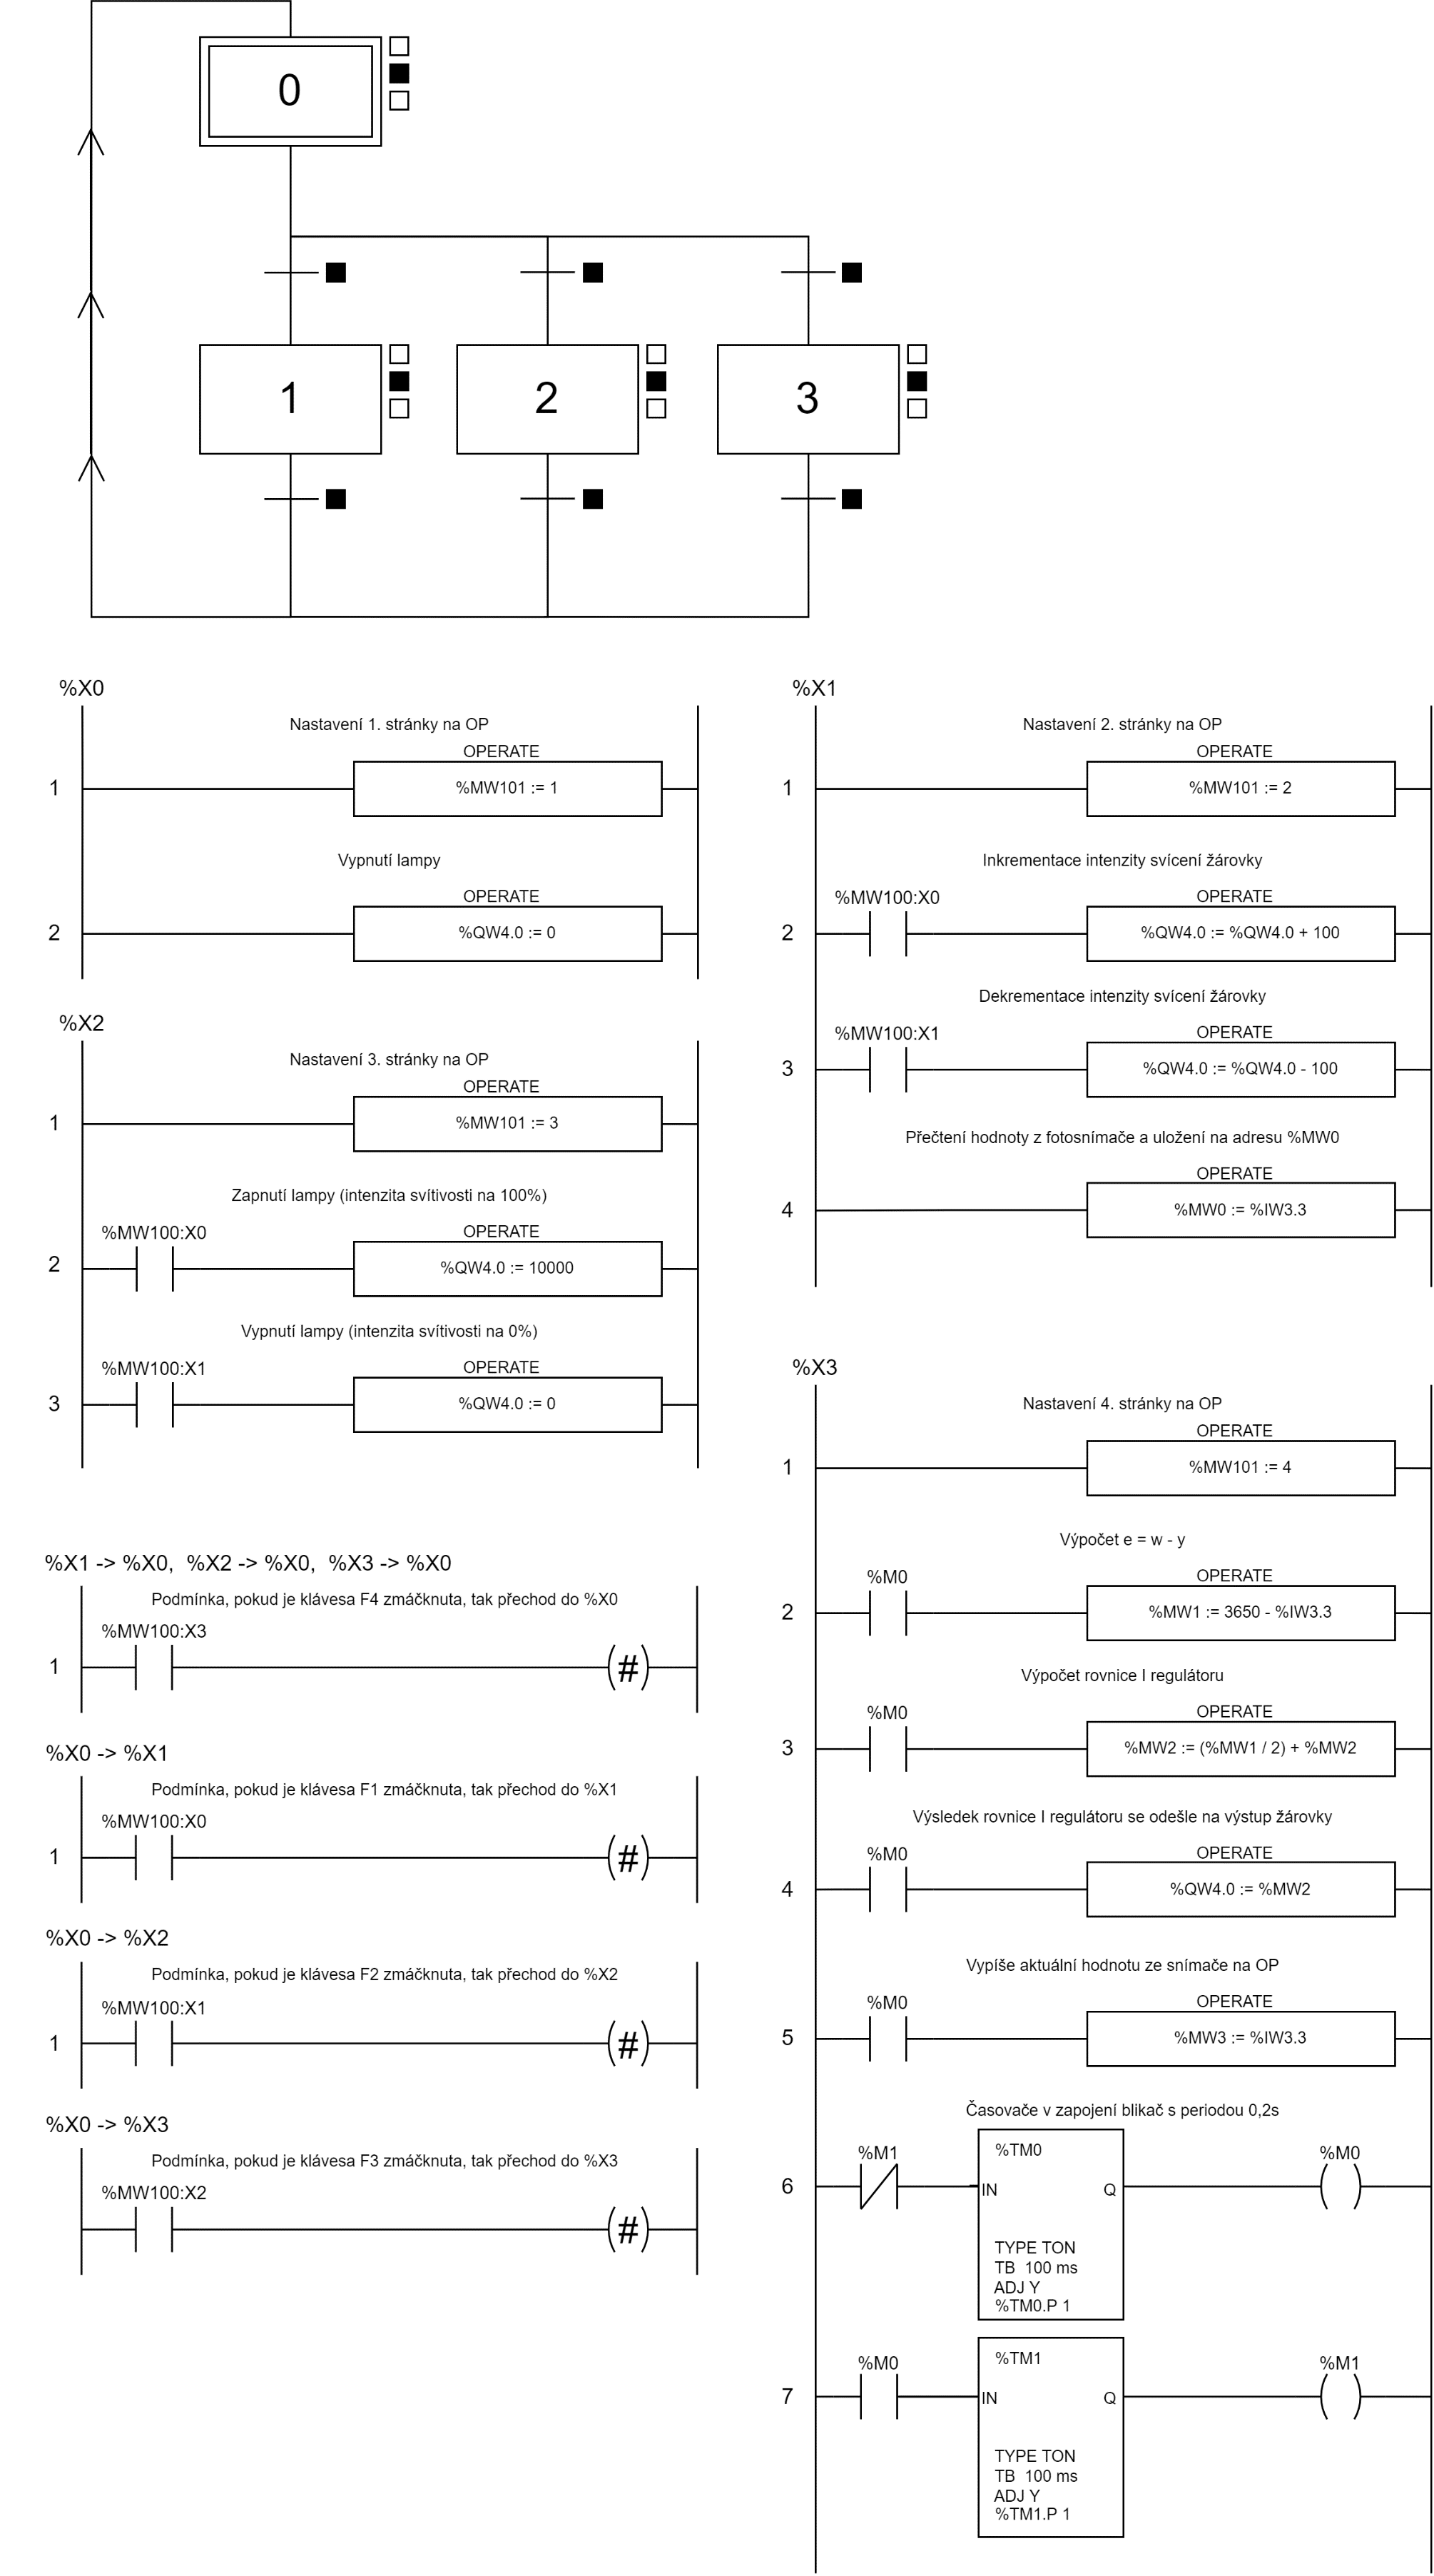 0
1
2
3
%X0
Nastavení 1. stránky na OP
OPERATE
1
%MW101 := 1
Vypnutí lampy
OPERATE
2
%QW4.0 := 0
%X1
Nastavení 2. stránky na OP
OPERATE
1
%MW101 := 2
Inkrementace intenzity svícení žárovky
%MW100:X0
OPERATE
2
%QW4.0 := %QW4.0 + 100
Dekrementace intenzity svícení žárovky
%MW100:X1
OPERATE
3
%QW4.0 := %QW4.0 - 100
Přečtení hodnoty z fotosnímače a uložení na adresu %MW0
OPERATE
4
%MW0 := %IW3.3
%X2
Nastavení 3. stránky na OP
OPERATE
1
%MW101 := 3
Zapnutí lampy (intenzita svítivosti na 100%)
%MW100:X0
OPERATE
2
%QW4.0 := 10000
Vypnutí lampy (intenzita svítivosti na 0%)
%MW100:X1
OPERATE
3
%QW4.0 := 0
%X3
Nastavení 4. stránky na OP
OPERATE
1
%MW101 := 4
Výpočet e = w - y
%M0
OPERATE
2
%MW1 := 3650 - %IW3.3
Výpočet rovnice I regulátoru
%M0
OPERATE
3
%MW2 := (%MW1 / 2) + %MW2
Výsledek rovnice I regulátoru se odešle na výstup žárovky
%M0
OPERATE
4
%QW4.0 := %MW2
Vypíše aktuální hodnotu ze snímače na OP
%M0
OPERATE
5
%MW3 := %IW3.3
Časovače v zapojení blikač s periodou 0,2s
%M1
%TM0
%M0
6
IN
Q
TYPE TON
TB 100 ms
ADJ Y
%TM0.P 1
%M0
%TM1
%M1
7
IN
Q
TYPE TON
TB 100 ms
ADJ Y
%TM1.P 1
%X1 -> %X0, %X2 -> %X0, %X3 -> %X0
Podmínka, pokud je klávesa F4 zmáčknuta, tak přechod do %X0
%MW100:X3
1
(#)
%X0 -> %X1
Podmínka, pokud je klávesa F1 zmáčknuta, tak přechod do %X1
%MW100:X0
1
(#)
%X0 -> %X2
Podmínka, pokud je klávesa F2 zmáčknuta, tak přechod do %X2
%MW100:X1
1
(#)
%X0 -> %X3
Podmínka, pokud je klávesa F3 zmáčknuta, tak přechod do %X3
%MW100:X2
(#)